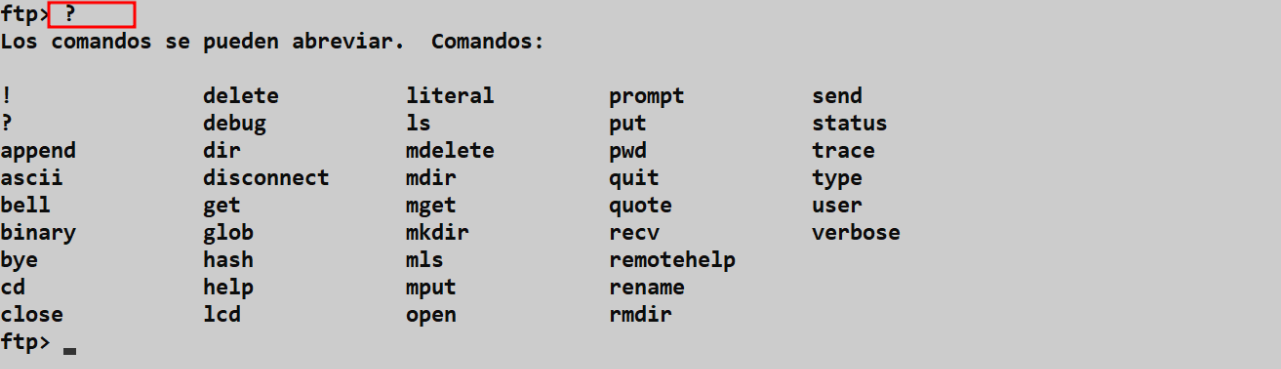 ftp> ?
Los comandos se pueden abreviar.  Comandos:
!               delete          literal         prompt          send
?               debug           ls              put             status
append          dir             mdelete         pwd             trace
ascii           disconnect      mdir            quit            type
bell            get             mget            quote           user
binary          glob            mkdir           recv            verbose
bye             hash            mls             remotehelp
cd              help            mput            rename
close           lcd             open            rmdir
ftp>